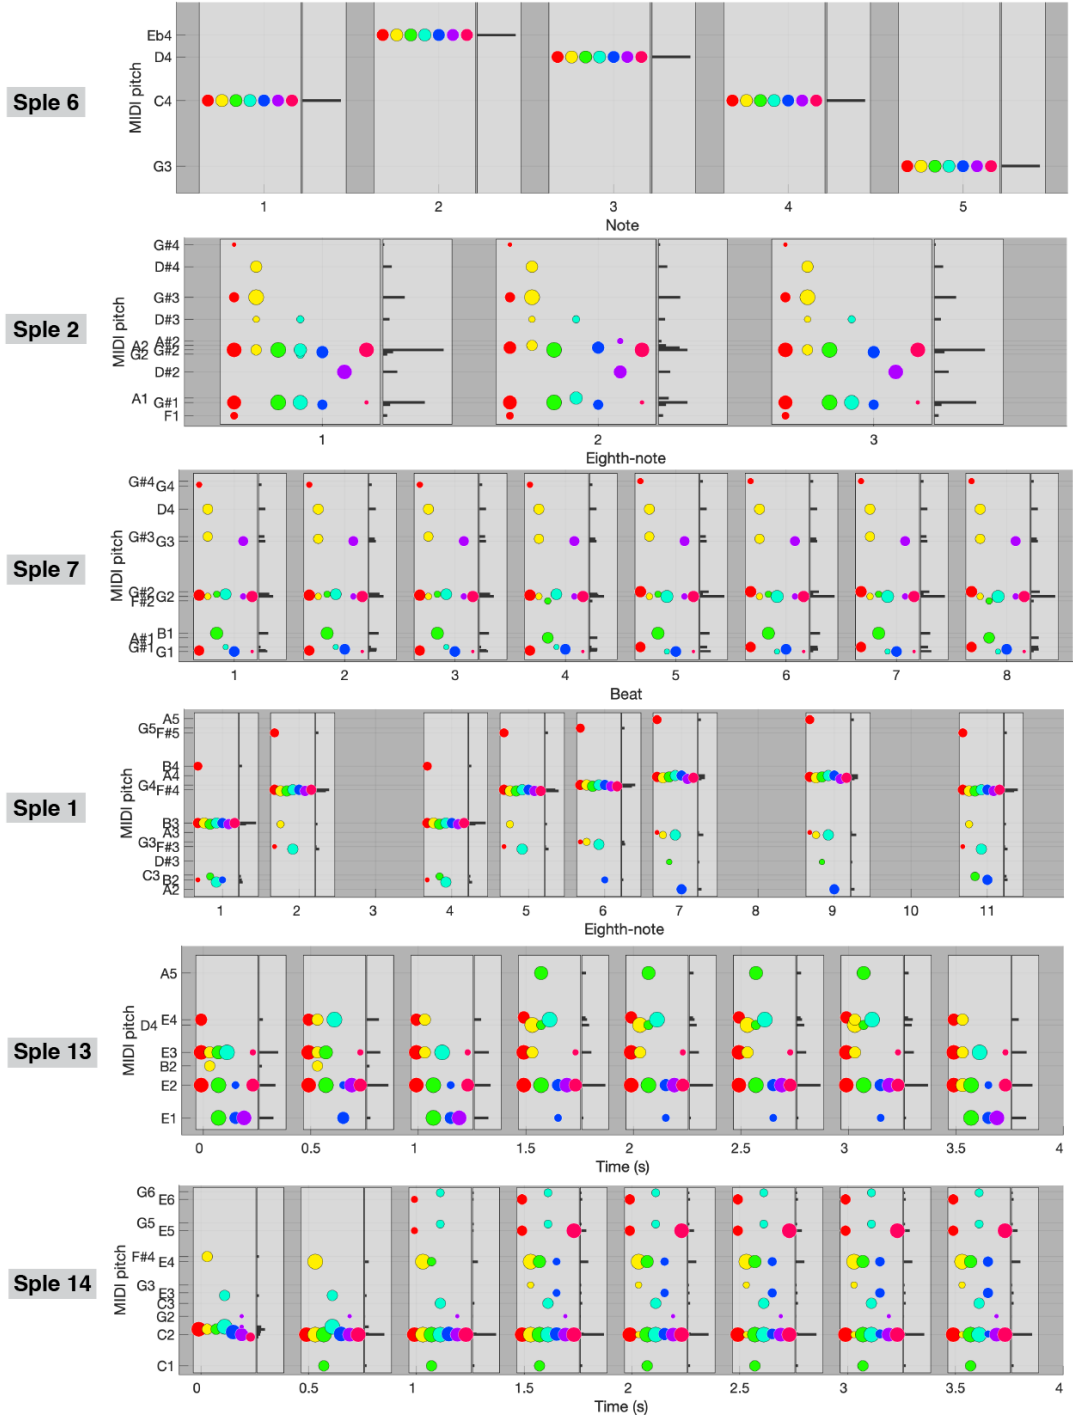 Sple 6
MIDI pitch
Eb4
D4
C4
G3
1 2 3 4 5
Note
Sple 2
MIDI pitch
G#4
D#4
G#3
D#3
A#2
A2 G#2
G2
D#2
A1
G#1
F1
1 2 3
Eighth-note
Sple 7
MIDI pitch
G#4 G4
D4
G#3 G3
G#2 G2
F#2
B1
A#1
G#1 G1
1 2 3 4 5 6 7 8
Beat
Sple 1
MIDI pitch
A5
G5 F#5
B4
A4
G4 F#4
B3
A3
G3 F#3
D#3
C3 B2
A2
1 2 3 4 5 6 7 8 9 10 11
Eighth-note
Sple 13
MIDI pitch
A5
D4 E4
E3
B2
E2
E1
0 0.5 1 1.5 2 2.5 3 3.5 4
Time (s)
Sple 14
MIDI pitch
G6
E6
G5
E5
F#4 E4
G3
E3
C3
G2
C2
C1
0 0.5 1 1.5 2 2.5 3 3.5 4
Time (s)